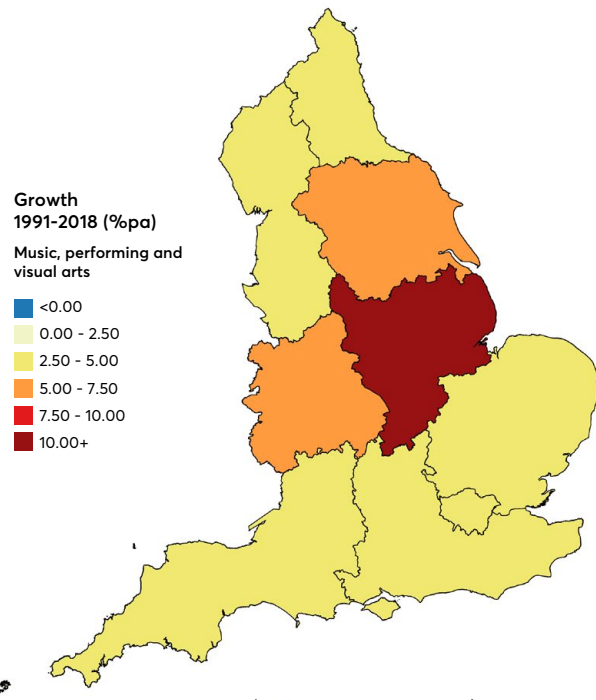 Growth
1991-2018 (%pa)
Music, performing and
visual arts
<0.00
0.00 - 2.50
2.50 - 5.00
5.00 - 7.50
7.50 - 10.00
10.00+